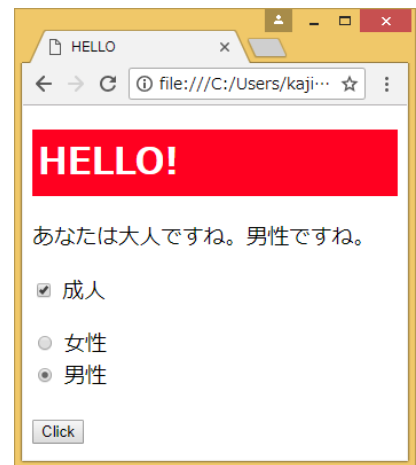 HELLO
file:///C:/Users/kaji…
HELLO!
あなたは大人ですね。男性ですね。
成人
女性
男性
Click